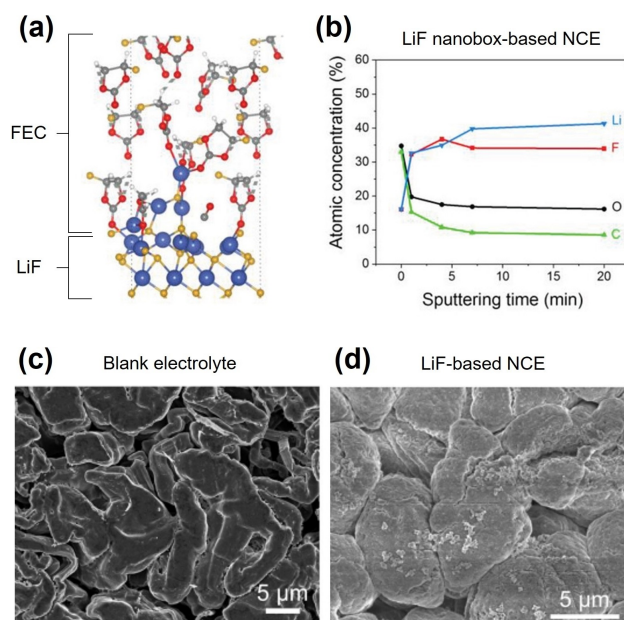 (a)
FEC
LiF
(b)
LiF nanobox-based NCE
Atomic concentration (%)
60
50
40
30
20
10
0
Li
F
O
C
0 5 10 15 20
Sputtering time (min)
(c)
Blank electrolyte
5 µm
(d)
LiF-based NCE
5 µm